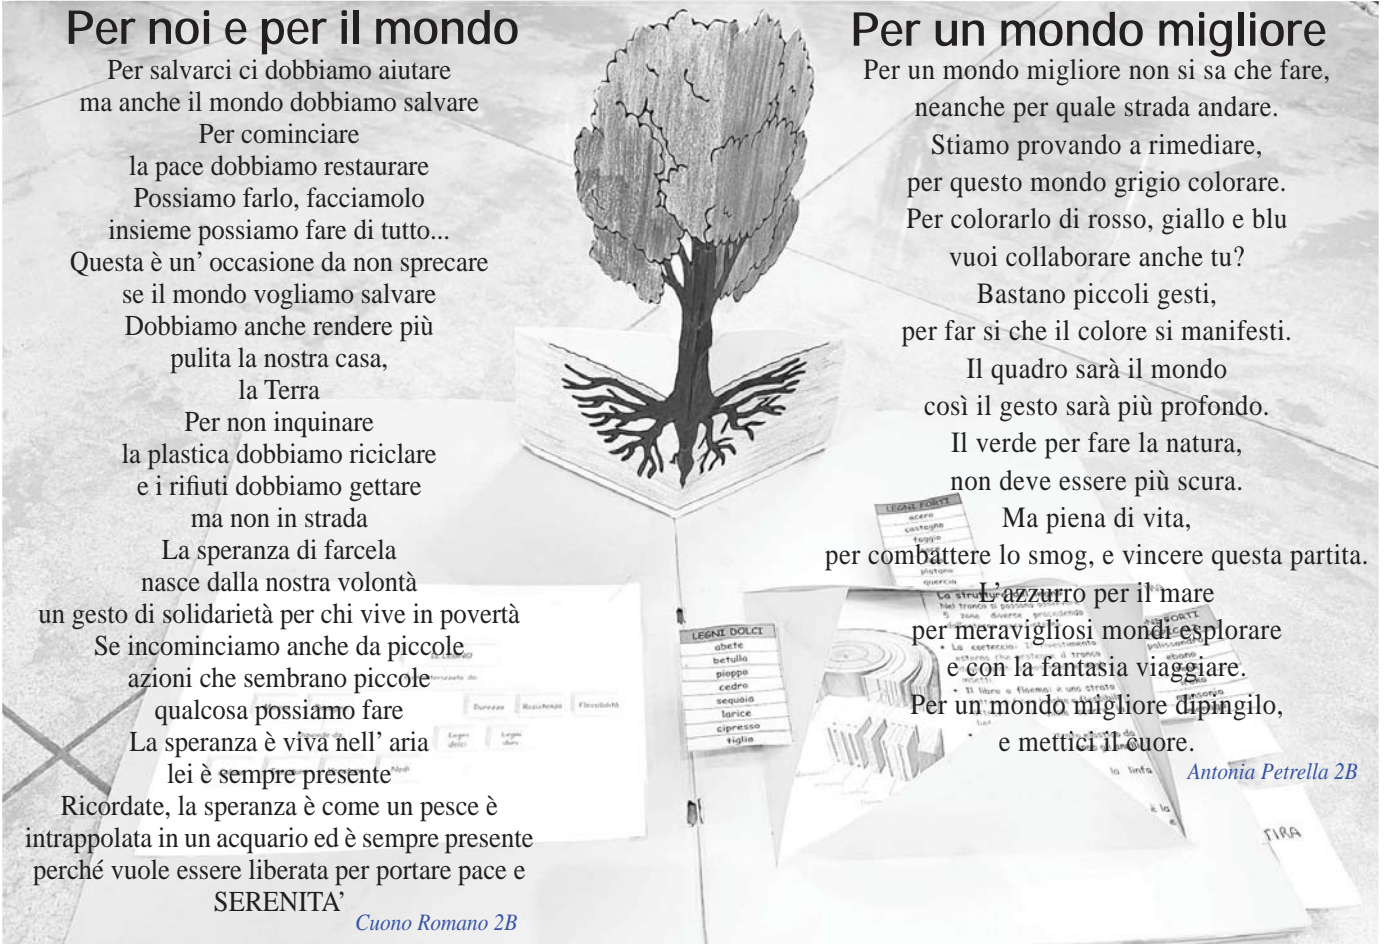 Per noi e per il mondo
Per salvarci ci dobbiamo aiutare
ma anche il mondo dobbiamo salvare
Per cominciare
la pace dobbiamo restaurare
Possiamo farlo, facciamolo
insieme possiamo fare di tutto...
Questa è un' occasione da non sprecare
se il mondo vogliamo salvare
Dobbiamo anche rendere più
pulita la nostra casa,
la Terra
Per non inquinare
la plastica dobbiamo riciclare
e i rifiuti dobbiamo gettare
ma non in strada
La speranza di farcela
nasce dalla nostra volontà
un gesto di solidarietà per chi vive in povertà
Se incominciamo anche da piccole
azioni che sembrano piccole
qualcosa possiamo fare
La speranza è viva nell' aria
lei è sempre presente
Ricordate, la speranza è come un pesce è
intrappolata in un acquario ed è sempre presente
perché vuole essere liberata per portare pace e
SERENITA'
Cuono Romano 2B
Per un mondo migliore
Per un mondo migliore non si sa che fare,
neanche per quale strada andare.
Stiamo provando a rimediare,
per questo mondo grigio colorare.
Per colorarlo di rosso, giallo e blu
vuoi collaborare anche tu?
Bastano piccoli gesti,
per far si che il colore si manifesti.
Il quadro sarà il mondo
così il gesto sarà più profondo.
Il verde per fare la natura,
non deve essere più scura.
Ma piena di vita,
per combattere lo smog, e vincere questa partita.
L'azzurro per il mare
per meravigliosi mondi esplorare
e con la fantasia viaggiare.
Per un mondo migliore dipingilo,
e mettici il cuore.
Antonia Petrella 2B
LEGNI FORTI
acero
castagno
faggio
platano
quercia
LEGNI DOLCI
abete
betulla
pioppo
cedro
sequoia
larice
cipresso
tiglio
Durezza
Resistenza
Flessibilità
Legni dolci
Legni duri
palissandro
ebano
la linfa
TIRA